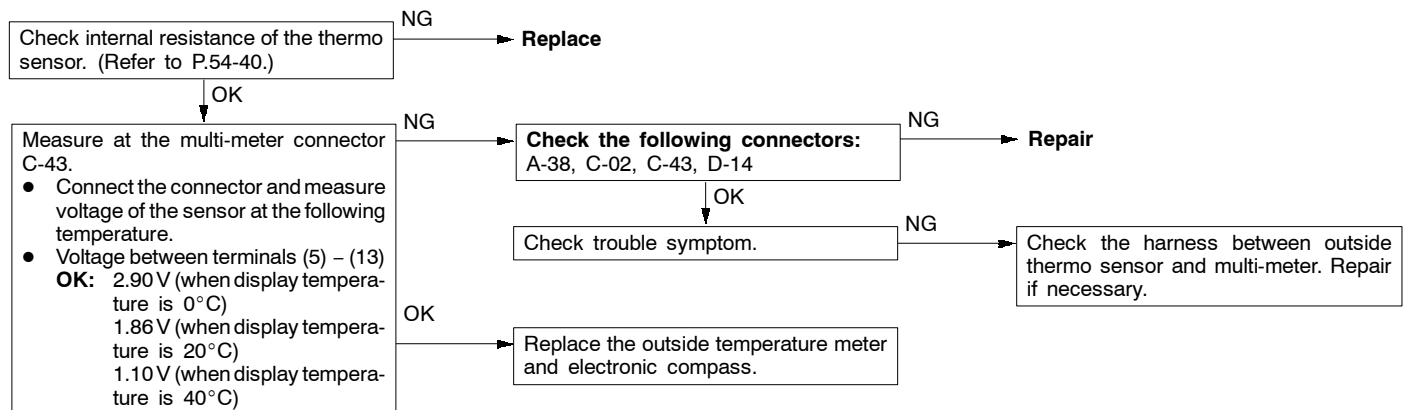 Check internal resistance of the thermo
sensor. (Refer to P.54-40.)
NG
Replace
OK
Measure at the multi-meter connector
C-43.
● Connect the connector and measure
voltage of the sensor at the following
temperature.
● Voltage between terminals (5) – (13)
OK: 2.90 V (when display tempera-
ture is 0°C)
1.86 V (when display tempera-
ture is 20°C)
1.10 V (when display tempera-
ture is 40°C)
NG
Check the following connectors:
A-38, C-02, C-43, D-14
NG
Repair
OK
Check trouble symptom.
NG
Check the harness between outside
thermo sensor and multi-meter. Repair
if necessary.
OK
Replace the outside temperature meter
and electronic compass.